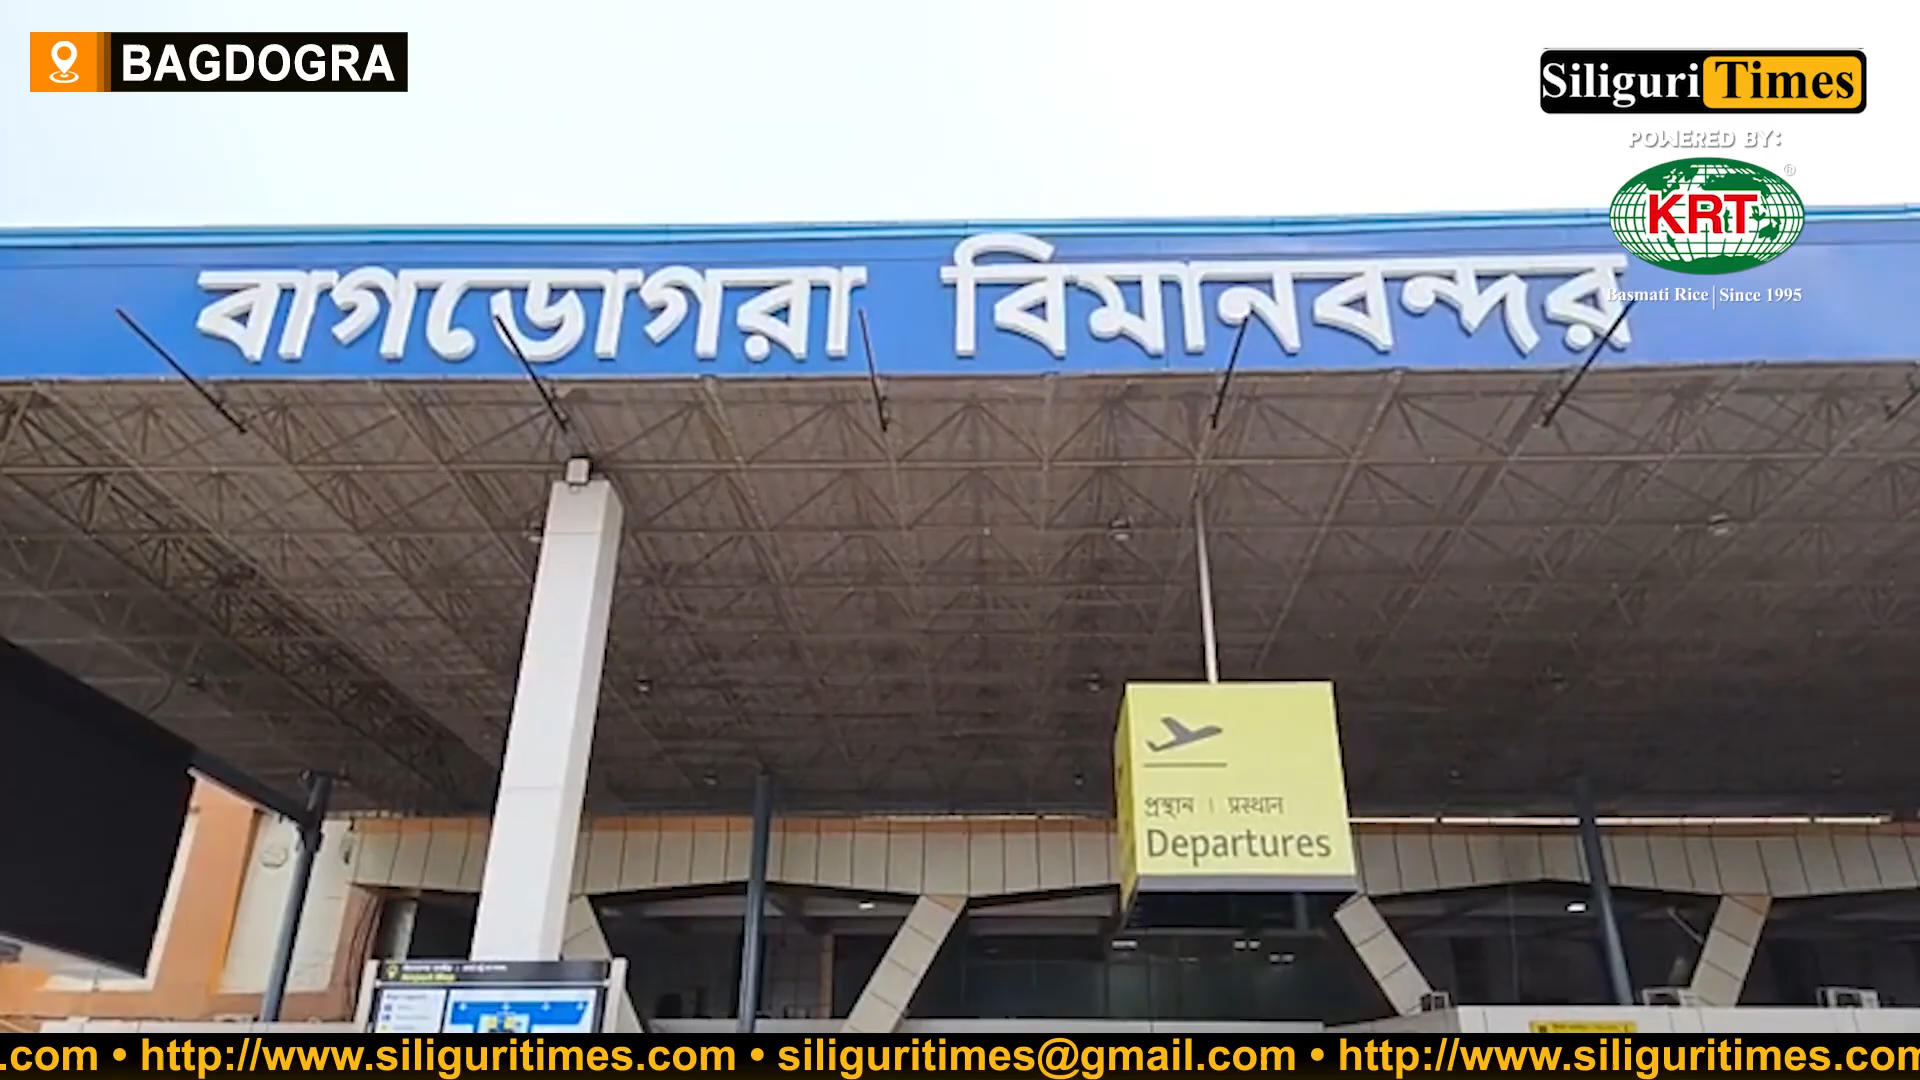 BAGDOGRA
Siliguri Times
POWERED BY:
KRT®
Basmati Rice | Since 1995
বাগডোগরা বিমানবন্দর
প্রস্থান | प्रस्थान
Departures
.com • http://www.siliguritimes.com • siliguritimes@gmail.com • http://www.siliguritimes.com